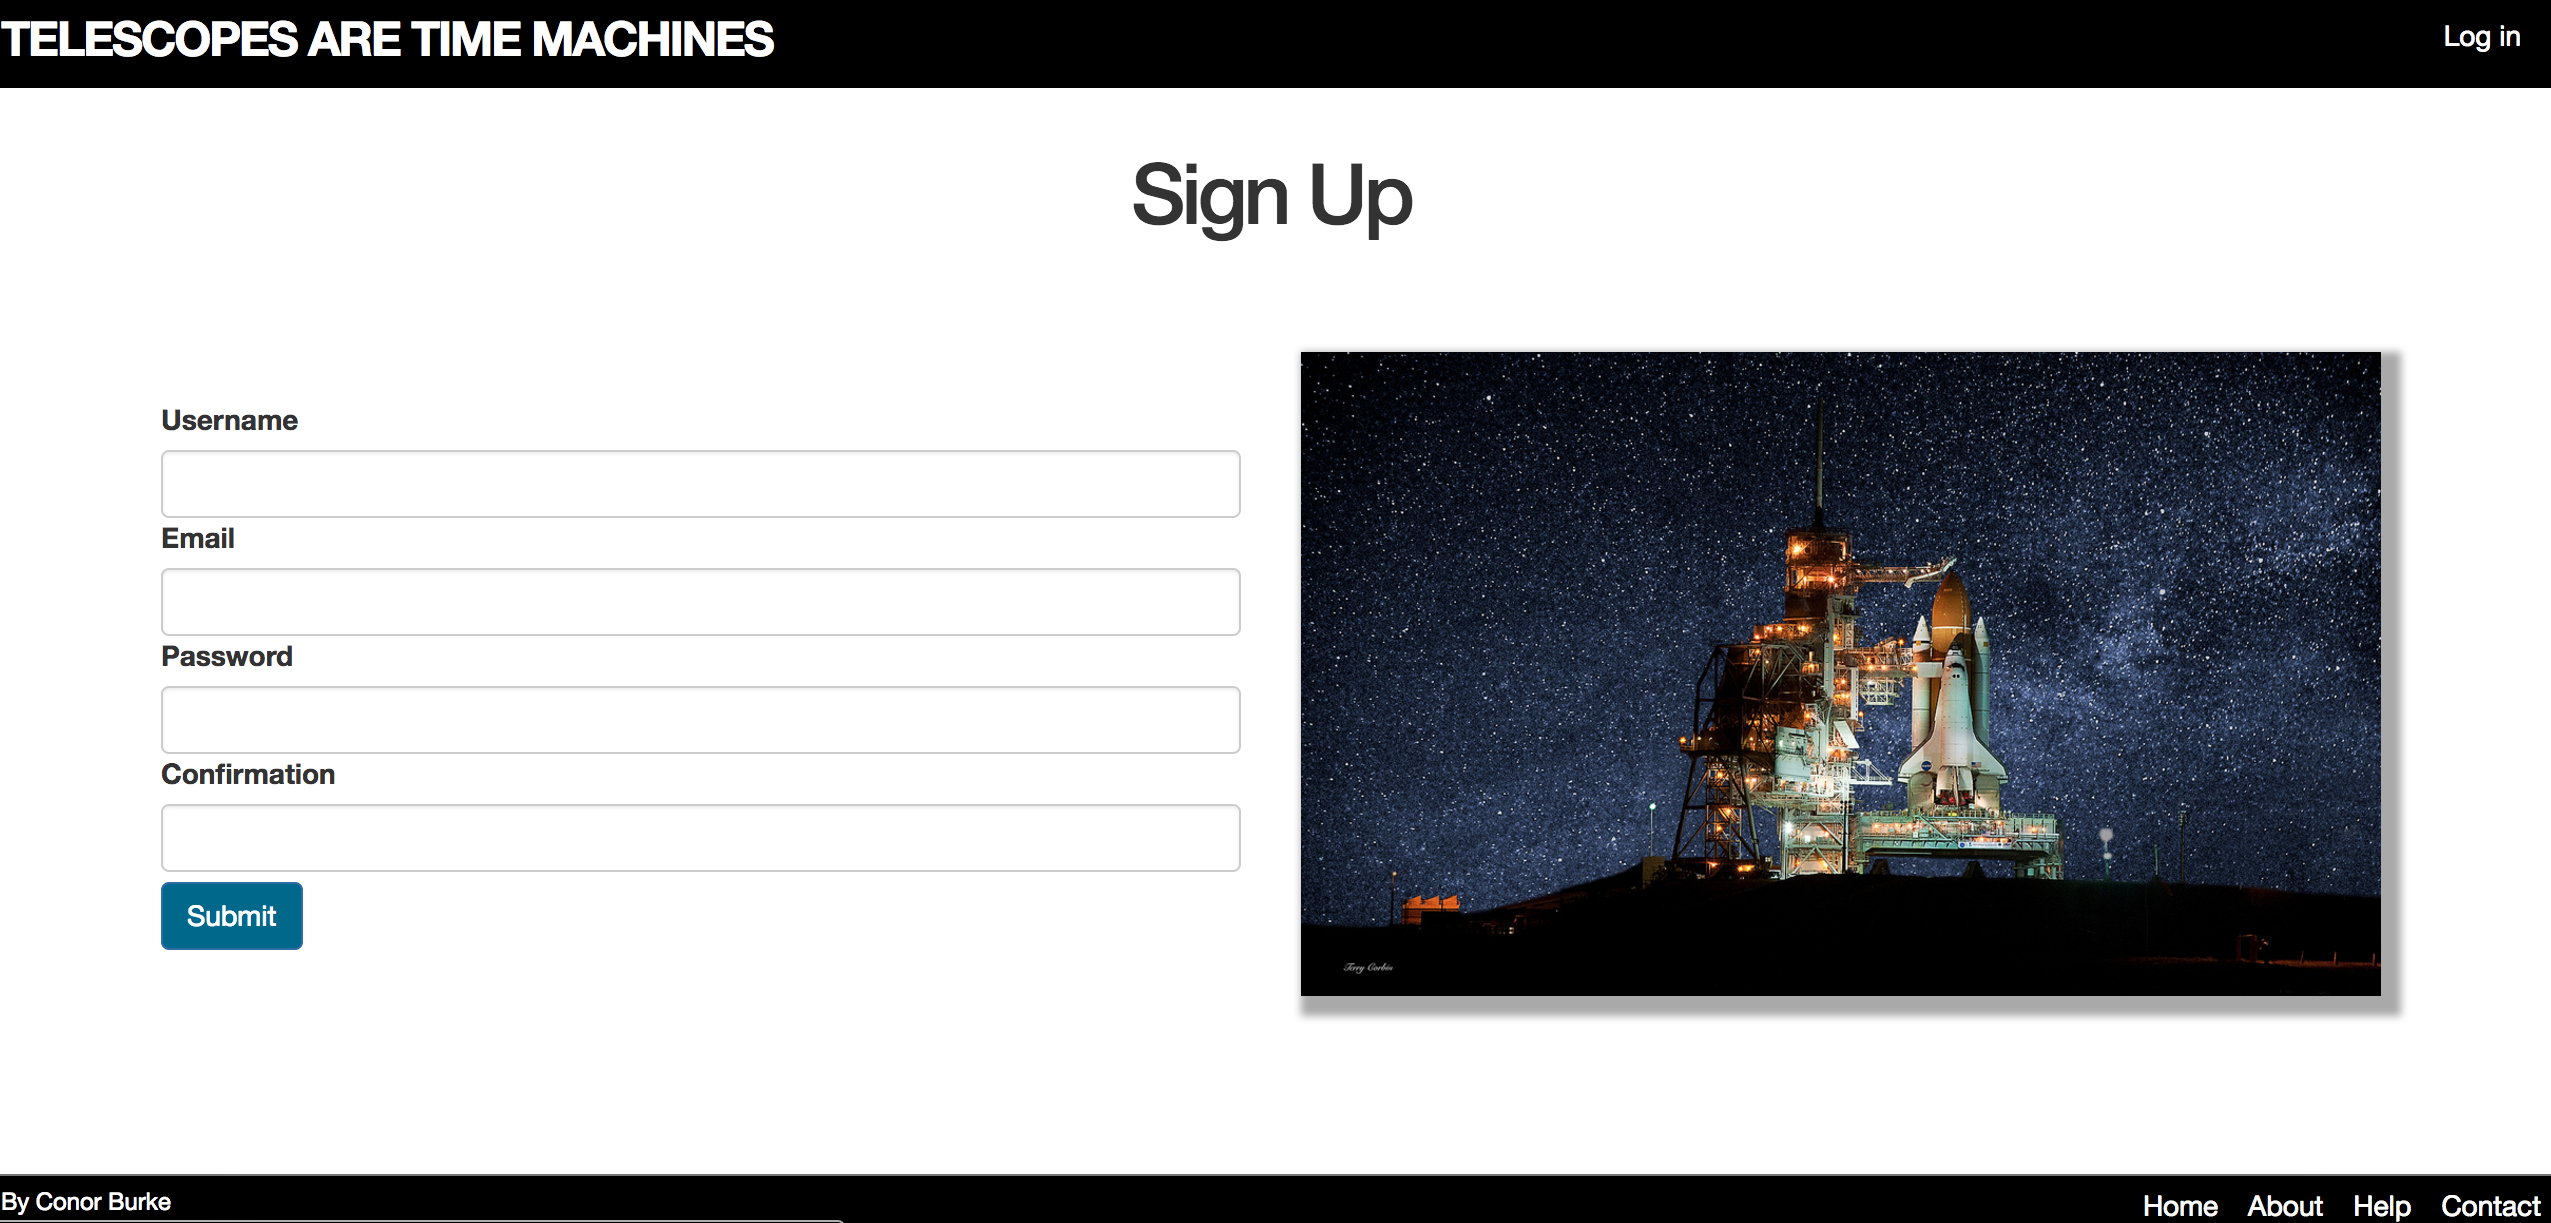 TELESCOPES ARE TIME MACHINES
Log in
Sign Up
Username
Email
Password
Confirmation
Submit
Terry Corbin
By Conor Burke
Home About Help Contact